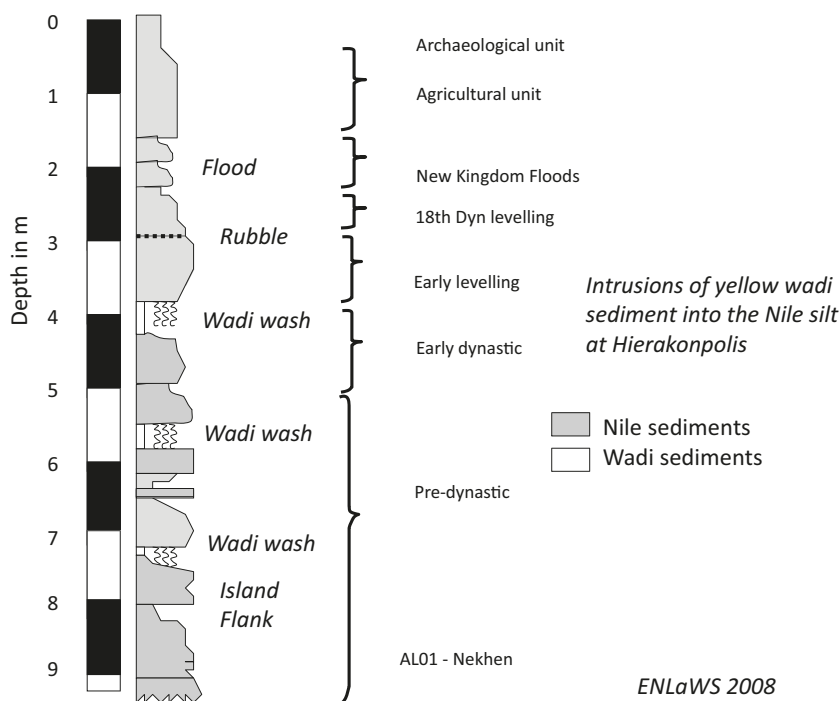 0
1
2
3
4
5
6
7
8
9
Depth in m
Flood
Rubble
Wadi wash
Wadi wash
Wadi wash
Island
Flank
Archaeological unit
Agricultural unit
New Kingdom Floods
18th Dyn levelling
Early levelling
Early dynastic
Pre-dynastic
AL01 - Nekhen
Intrusions of yellow wadi
sediment into the Nile silt
at Hierakonpolis
Nile sediments
Wadi sediments
ENLaWS 2008